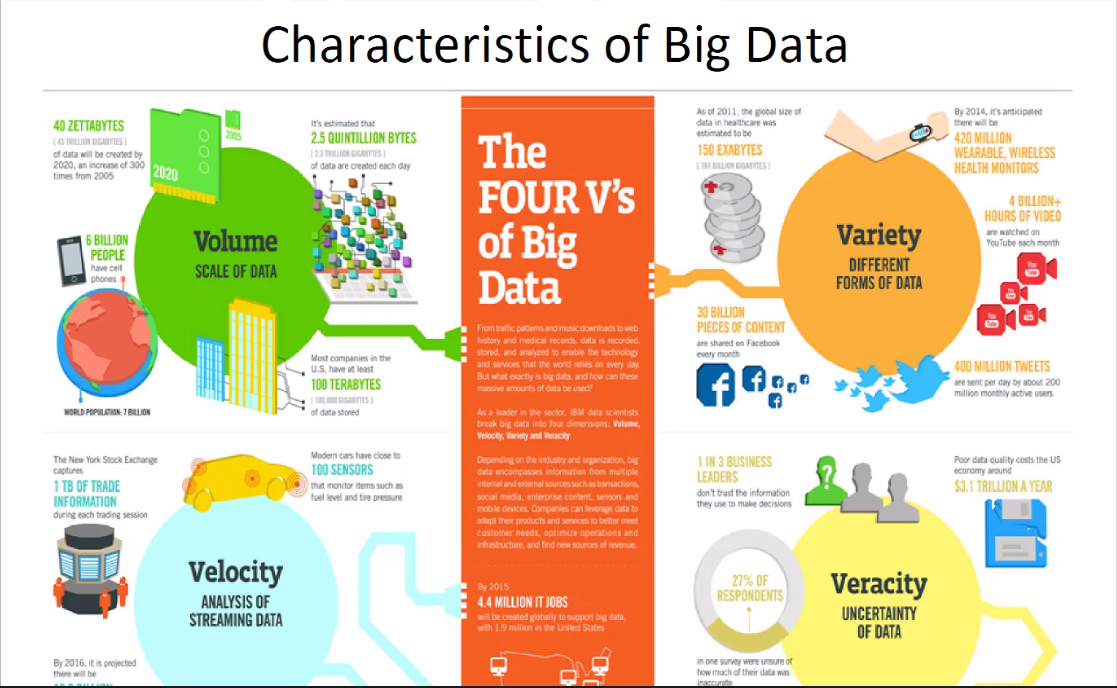 Characteristics of Big Data
40 ZETTABYTES
[ 43 TRILLION GIGABYTES ]
of data will be created by
2020, an increase of 300
times from 2005
2020
2005
It's estimated that
2.5 QUINTILLION BYTES
[ 2.3 TRILLION GIGABYTES ]
of data are created each day
6 BILLION
PEOPLE
have cell
phones
WORLD POPULATION: 7 BILLION
Volume
SCALE OF DATA
Most companies in the
U.S. have at least
100 TERABYTES
[ 100,000 GIGABYTES ]
of data stored
The
FOUR V's
of Big
Data
From traffic patterns and music downloads to web
history and medical records, data is recorded,
stored, and analyzed to enable the technology
and services that the world relies on every day.
But what exactly is big data, and how can these
massive amounts of data be used?
As a leader in the sector, IBM data scientists
break big data into four dimensions: Volume,
Velocity, Variety and Veracity
Depending on the industry and organization, big
data encompasses information from multiple
internal and external sources such as transactions,
social media, enterprise content, sensors and
mobile devices. Companies can leverage data to
adapt their products and services to better meet
customer needs, optimize operations and
infrastructure, and find new sources of revenue.
By 2015
4.4 MILLION IT JOBS
will be created globally to support big data,
with 1.9 million in the United States
As of 2011, the global size of
data in healthcare was
estimated to be
150 EXABYTES
[ 161 BILLION GIGABYTES ]
By 2014, it's anticipated
there will be
420 MILLION
WEARABLE, WIRELESS
HEALTH MONITORS
4 BILLION+
HOURS OF VIDEO
are watched on
YouTube each month
You
Tube
You
Tube
You
Tube
You
Tube
Variety
DIFFERENT
FORMS OF DATA
30 BILLION
PIECES OF CONTENT
are shared on Facebook
every month
400 MILLION TWEETS
are sent per day by about 200
million monthly active users
The New York Stock Exchange
captures
1 TB OF TRADE
INFORMATION
during each trading session
Modern cars have close to
100 SENSORS
that monitor items such as
fuel level and tire pressure
Velocity
ANALYSIS OF
STREAMING DATA
By 2016, it is projected
there will be
1 IN 3 BUSINESS
LEADERS
don't trust the information
they use to make decisions
Poor data quality costs the US
economy around
$3.1 TRILLION A YEAR
27% OF
RESPONDENTS
in one survey were unsure of
how much of their data was
inaccurate
Veracity
UNCERTAINTY
OF DATA